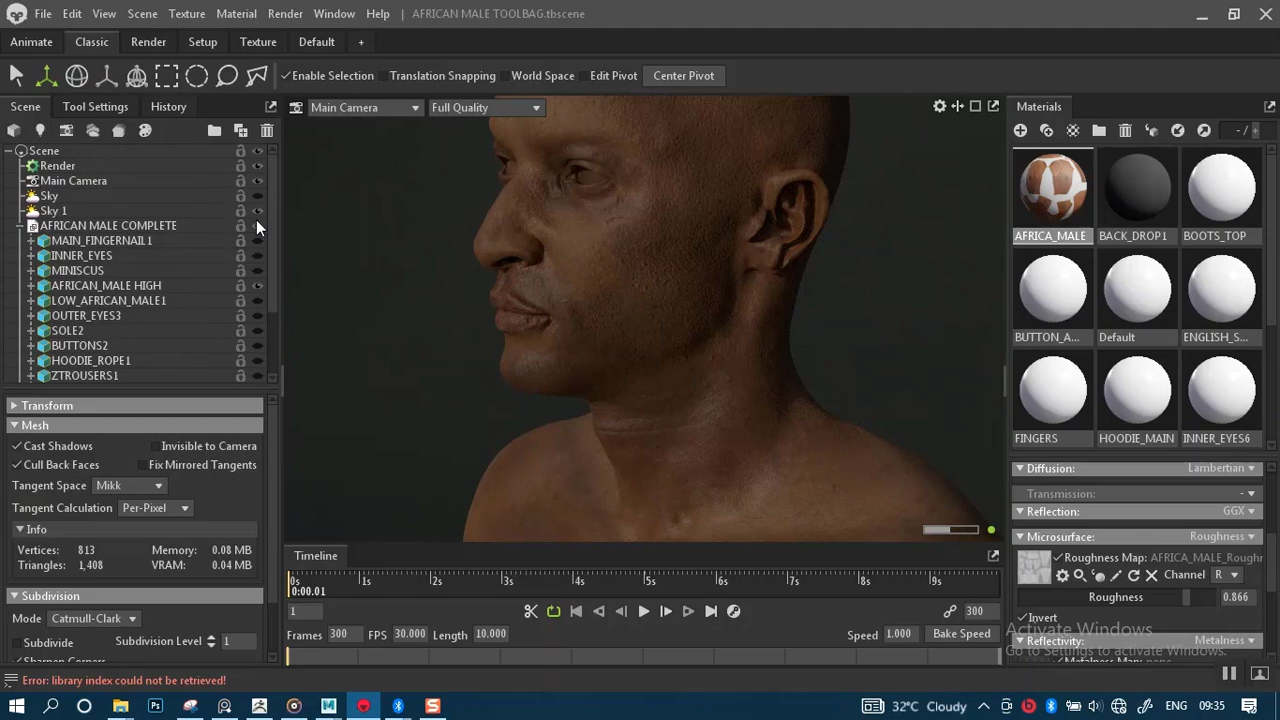 File Edit View Scene Texture Material Render Window Help AFRICAN MALE TOOLBAG.tbscene
Animate Classic Render Setup Texture Default +
Enable Selection Translation Snapping World Space Edit Pivot Center Pivot
Scene Tool Settings History
Main Camera Full Quality
Materials
Scene
Render
Main Camera
Sky
Sky 1
AFRICAN MALE COMPLETE
MAIN_FINGERNAIL1
INNER_EYES
MINISCUS
AFRICAN_MALE HIGH
LOW_AFRICAN_MALE1
OUTER_EYES3
SOLE2
BUTTONS2
HOODIE_ROPE1
ZTROUSERS1
Transform
Mesh
Cast Shadows Invisible to Camera
Cull Back Faces Fix Mirrored Tangents
Tangent Space Mikk
Tangent Calculation Per-Pixel
Info
Vertices: 813 Memory: 0.08 MB
Triangles: 1,408 VRAM: 0.04 MB
Subdivision
Mode Catmull-Clark
Subdivide Subdivision Level 1
Sharpen Corners
Timeline
0s 1s 2s 3s 4s 5s 6s 7s 8s 9s
0:00.01
1 300
Frames 300 FPS 30.000 Length 10.000 Speed 1.000 Bake Speed
AFRICA_MALE BACK_DROP1 BOOTS_TOP
BUTTON_A... Default ENGLISH_S...
FINGERS HOODIE_MAIN INNER_EYES6
Diffusion: Lambertian
Transmission: -
Reflection: GGX
Microsurface: Roughness
Roughness Map: AFRICA_MALE_Roughn
Channel R
Roughness 0.866
Invert
Reflectivity: Metalness
Metalness Map: none
Activate Windows
Go to Settings to activate Windows.
Error: library index could not be retrieved!
32°C Cloudy ENG 09:35